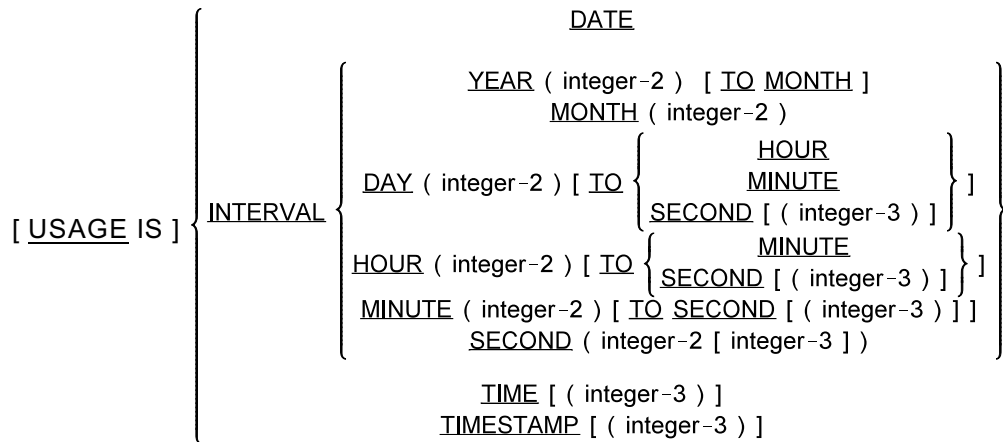 DATE
YEAR ( integer-2 ) [ TO MONTH ]
MONTH ( integer-2 )
HOUR
DAY ( integer-2 ) [ TO MINUTE ]
SECOND [ ( integer-3 ) ]
[ USAGE IS ] INTERVAL
MINUTE
HOUR ( integer-2 ) [ TO ]
SECOND [ ( integer-3 ) ]
MINUTE ( integer-2 ) [ TO SECOND [ ( integer-3 ) ] ]
SECOND ( integer-2 [ integer-3 ] )
TIME [ ( integer-3 ) ]
TIMESTAMP [ ( integer-3 ) ]